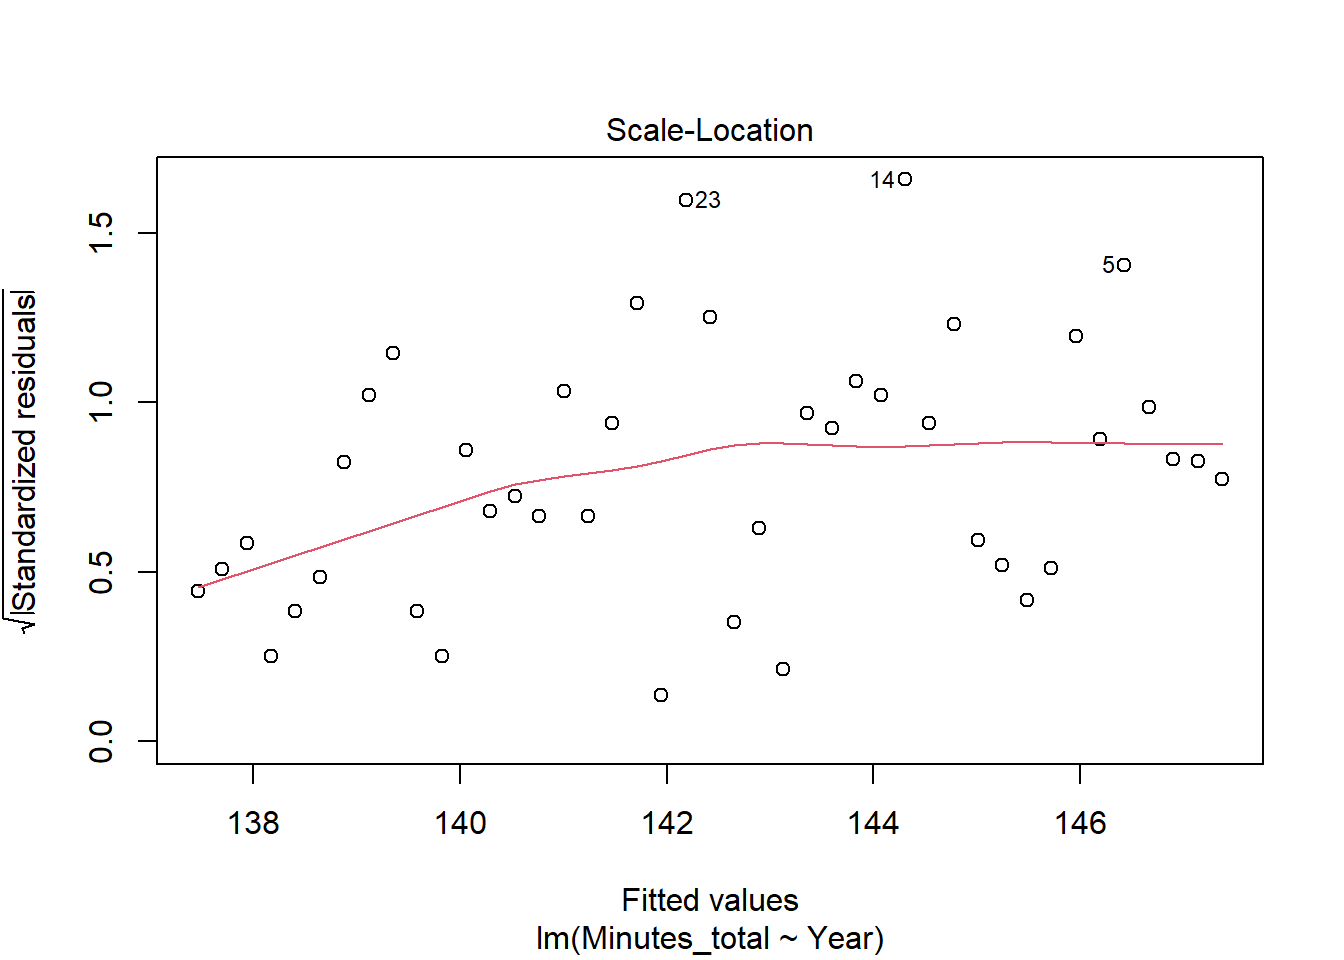 Scale-Location
√|Standardized residuals|
1.5
1.0
0.5
0.0
23
14
5
138 140 142 144 146
Fitted values
lm(Minutes_total ~ Year)